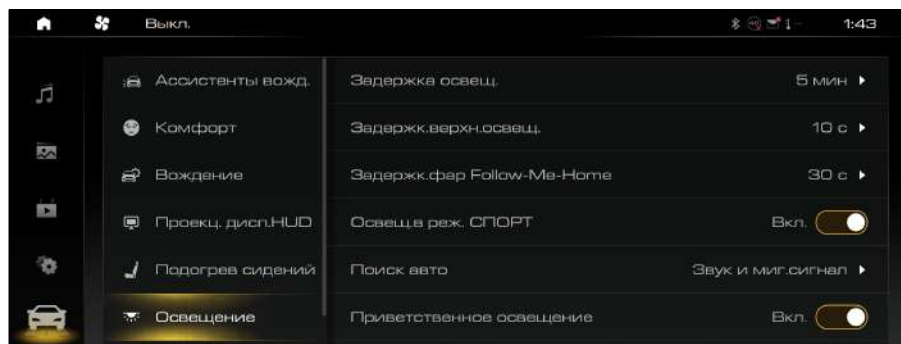 Выкл.
1:43
Ассистенты вожд.
Комфорт
Вождение
Проекц. дисп.HUD
Подогрев сидений
Освещение
Задержка освещ. 5 мин
Задержк.верхн.освещ. 10 с
Задержк.фар Follow-Me-Home 30 с
Освещ.в реж. СПОРТ Вкл.
Поиск авто Звук и миг.сигнал
Приветственное освещение Вкл.